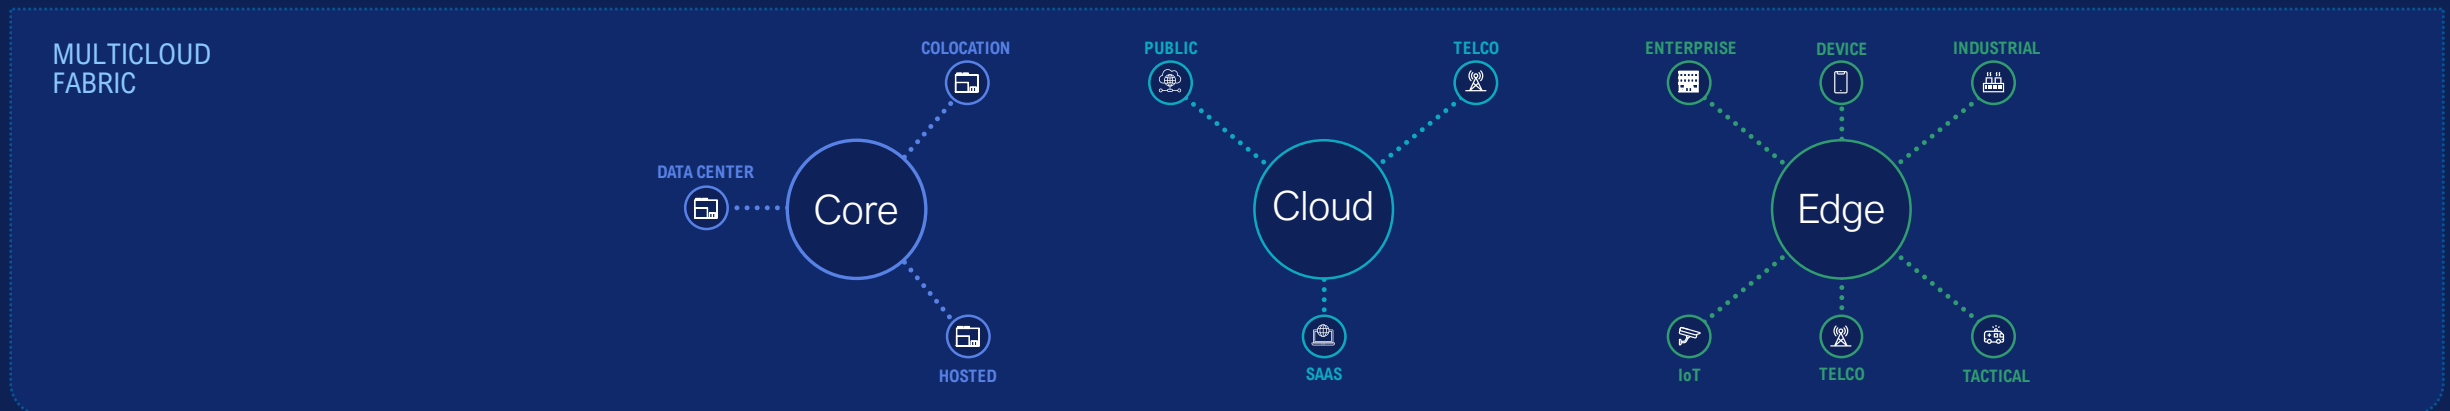 MULTICLOUD
FABRIC
COLOCATION
DATA CENTER
Core
HOSTED
PUBLIC
TELCO
Cloud
SAAS
ENTERPRISE
DEVICE
INDUSTRIAL
Edge
IoT
TELCO
TACTICAL